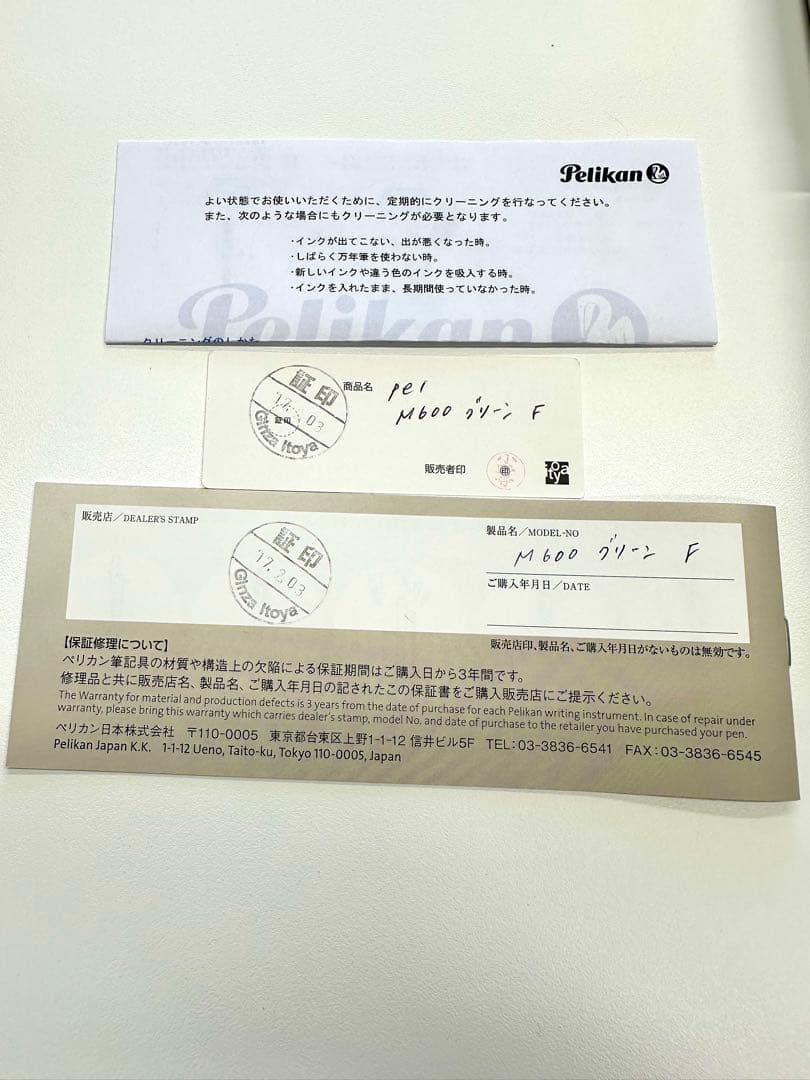 Pelikan
よい状態でお使いいただくために、定期的にクリーニングを行なってください。
また、次のような場合にもクリーニングが必要となります。
・インクが出てこない、出が悪くなった時。
・しばらく万年筆を使わない時。
・新しいインクや違う色のインクを吸入する時。
・インクを入れたまま、長期間使っていなかった時。
Pelikan
クリーニングのしかた
証印
'17.2.03
証印
Ginza Itoya
商品名 pel
M600 グリーン F
販売者印
itoya
販売店/DEALER'S STAMP
証印
'17.2.03
Ginza Itoya
製品名/MODEL-NO
M600 グリーン F
ご購入年月日/DATE
販売店印、製品名、ご購入年月日がないものは無効です。
【保証修理について】
ペリカン筆記具の材質や構造上の欠陥による保証期間はご購入日から3年間です。
修理品と共に販売店名、製品名、ご購入年月日の記されたこの保証書をご購入販売店にご提示ください。
The Warranty for material and production defects is 3 years from the date of purchase for each Pelikan writing instrument. In case of repair under
warranty, please bring this warranty which carries dealer's stamp, model No. and date of purchase to the retailer you have purchased your pen.
ペリカン日本株式会社 〒110-0005 東京都台東区上野1-1-12 信井ビル5F TEL:03-3836-6541 FAX:03-3836-6545
Pelikan Japan K.K. 1-1-12 Ueno, Taito-ku, Tokyo 110-0005, Japan